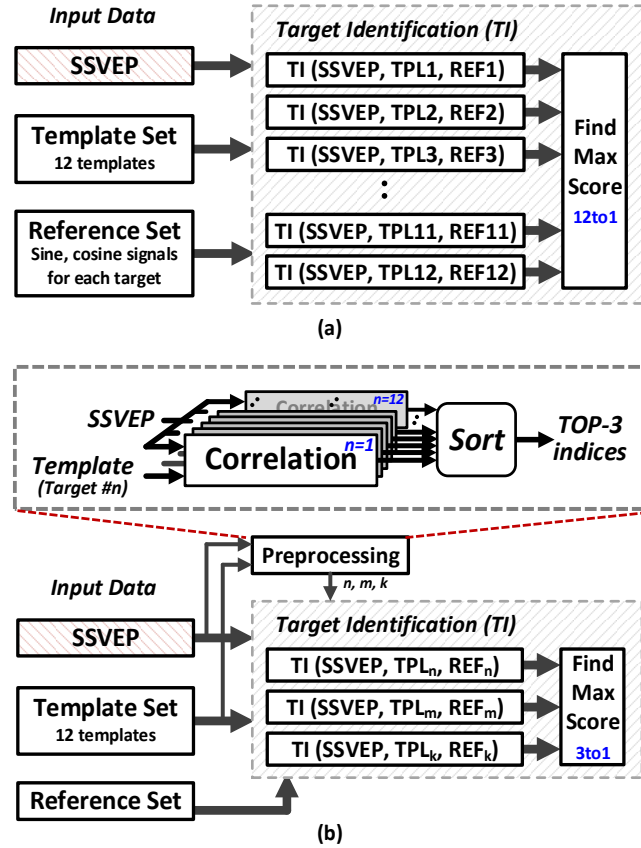 Input Data
SSVEP
Template Set
12 templates
Reference Set
Sine, cosine signals
for each target
Target Identification (TI)
TI (SSVEP, TPL1, REF1)
TI (SSVEP, TPL2, REF2)
TI (SSVEP, TPL3, REF3)
TI (SSVEP, TPL11, REF11)
TI (SSVEP, TPL12, REF12)
Find
Max
Score
12to1
(a)
SSVEP
Template
(Target #n)
Correlation
n=12
Correlation
n=1
Sort
TOP-3
indices
Preprocessing
n, m, k
Input Data
SSVEP
Template Set
12 templates
Reference Set
Target Identification (TI)
TI (SSVEP, TPLn, REFn)
TI (SSVEP, TPLm, REFm)
TI (SSVEP, TPLk, REFk)
Find
Max
Score
3to1
(b)